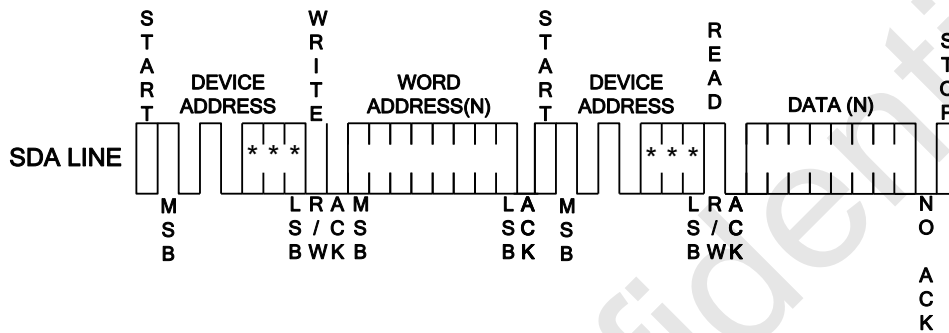 START
WRITE
START
READ
STOP
DEVICE
ADDRESS
WORD
ADDRESS(N)
DEVICE
ADDRESS
DATA (N)
SDA LINE
* * *
* * *
MSB
LSB
R/W
ACK
MSB
LSB
ACK
MSB
LSB
R/W
ACK
NO ACK